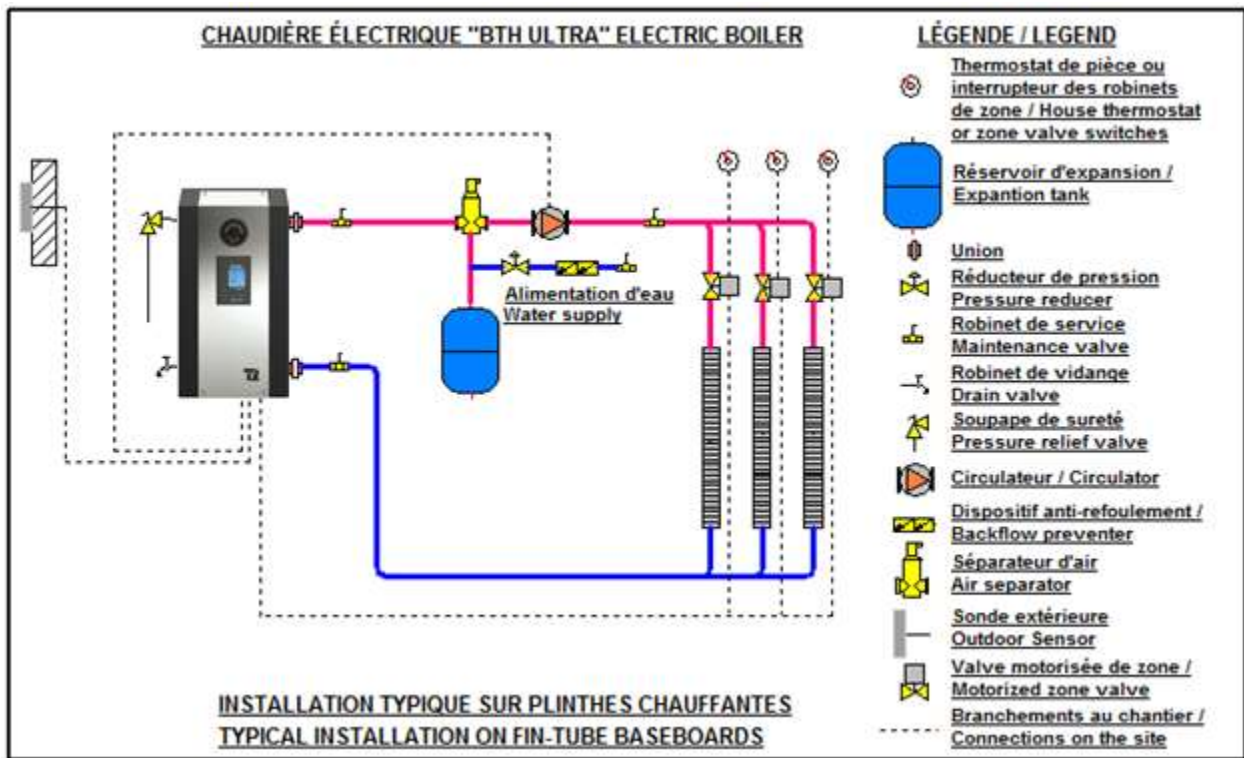 CHAUDIÈRE ÉLECTRIQUE "BTH ULTRA" ELECTRIC BOILER
Alimentation d'eau
Water supply
INSTALLATION TYPIQUE SUR PLINTHES CHAUFFANTES
TYPICAL INSTALLATION ON FIN-TUBE BASEBOARDS
LÉGENDE / LEGEND
Thermostat de pièce ou
interrupteur des robinets
de zone / House thermostat
or zone valve switches
Réservoir d'expansion /
Expantion tank
Union
Réducteur de pression
Pressure reducer
Robinet de service
Maintenance valve
Robinet de vidange
Drain valve
Soupape de sureté
Pressure relief valve
Circulateur / Circulator
Dispositif anti-refoulement /
Backflow preventer
Séparateur d'air
Air separator
Sonde extérieure
Outdoor Sensor
Valve motorisée de zone /
Motorized zone valve
Branchements au chantier /
Connections on the site